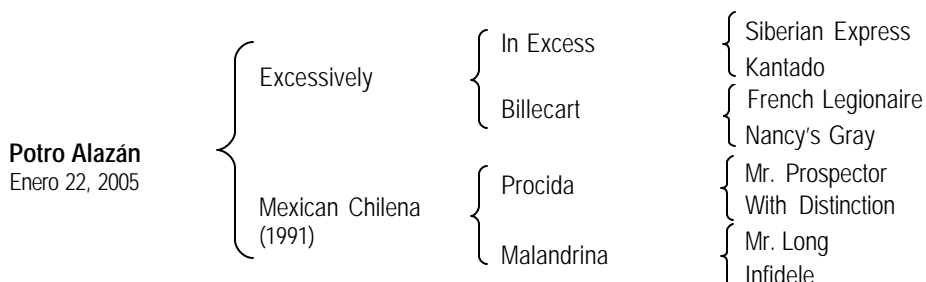 Potro Alazán
Enero 22, 2005
Excessively
Mexican Chilena
(1991)
In Excess
Billecart
Procida
Malandrina
Siberian Express
Kantado
French Legionaire
Nancy's Gray
Mr. Prospector
With Distinction
Mr. Long
Infidele